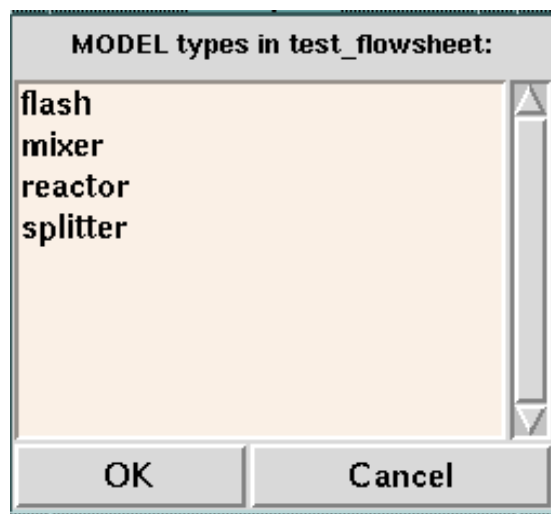 MODEL types in test_flowsheet:
flash
mixer
reactor
splitter
OK Cancel